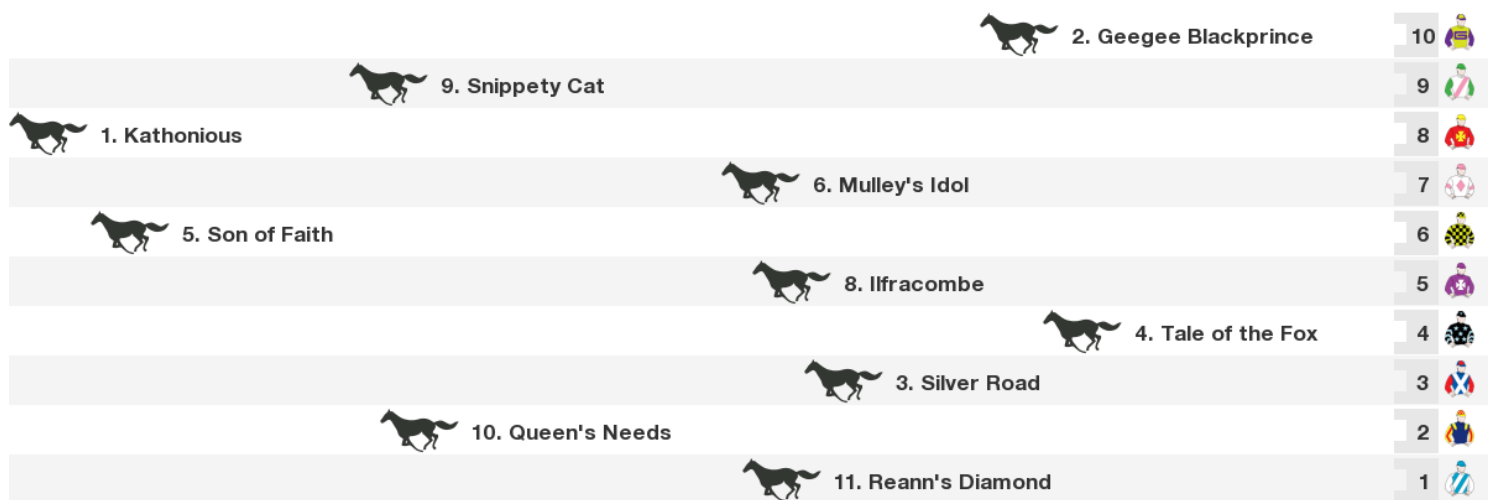 2. Geegee Blackprince 10
9. Snippety Cat 9
1. Kathonious 8
6. Mulley's Idol 7
5. Son of Faith 6
8. Ilfracombe 5
4. Tale of the Fox 4
3. Silver Road 3
10. Queen's Needs 2
11. Reann's Diamond 1